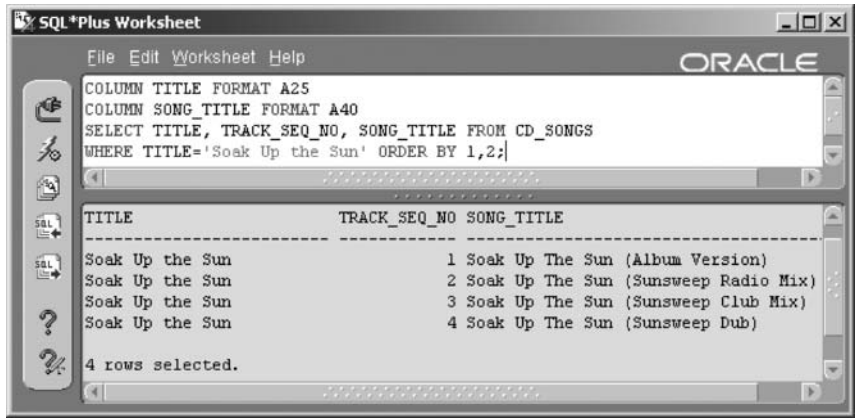 SQL*Plus Worksheet
File Edit Worksheet Help
ORACLE
COLUMN TITLE FORMAT A25
COLUMN SONG_TITLE FORMAT A40
SELECT TITLE, TRACK_SEQ_NO, SONG_TITLE FROM CD_SONGS
WHERE TITLE='Soak Up the Sun' ORDER BY 1,2;
TITLE TRACK_SEQ_NO SONG_TITLE
------------------------- ------------ ----------------------------------------
Soak Up the Sun 1 Soak Up The Sun (Album Version)
Soak Up the Sun 2 Soak Up The Sun (Sunsweep Radio Mix)
Soak Up the Sun 3 Soak Up The Sun (Sunsweep Club Mix)
Soak Up the Sun 4 Soak Up The Sun (Sunsweep Dub)
4 rows selected.
SQL
SQL